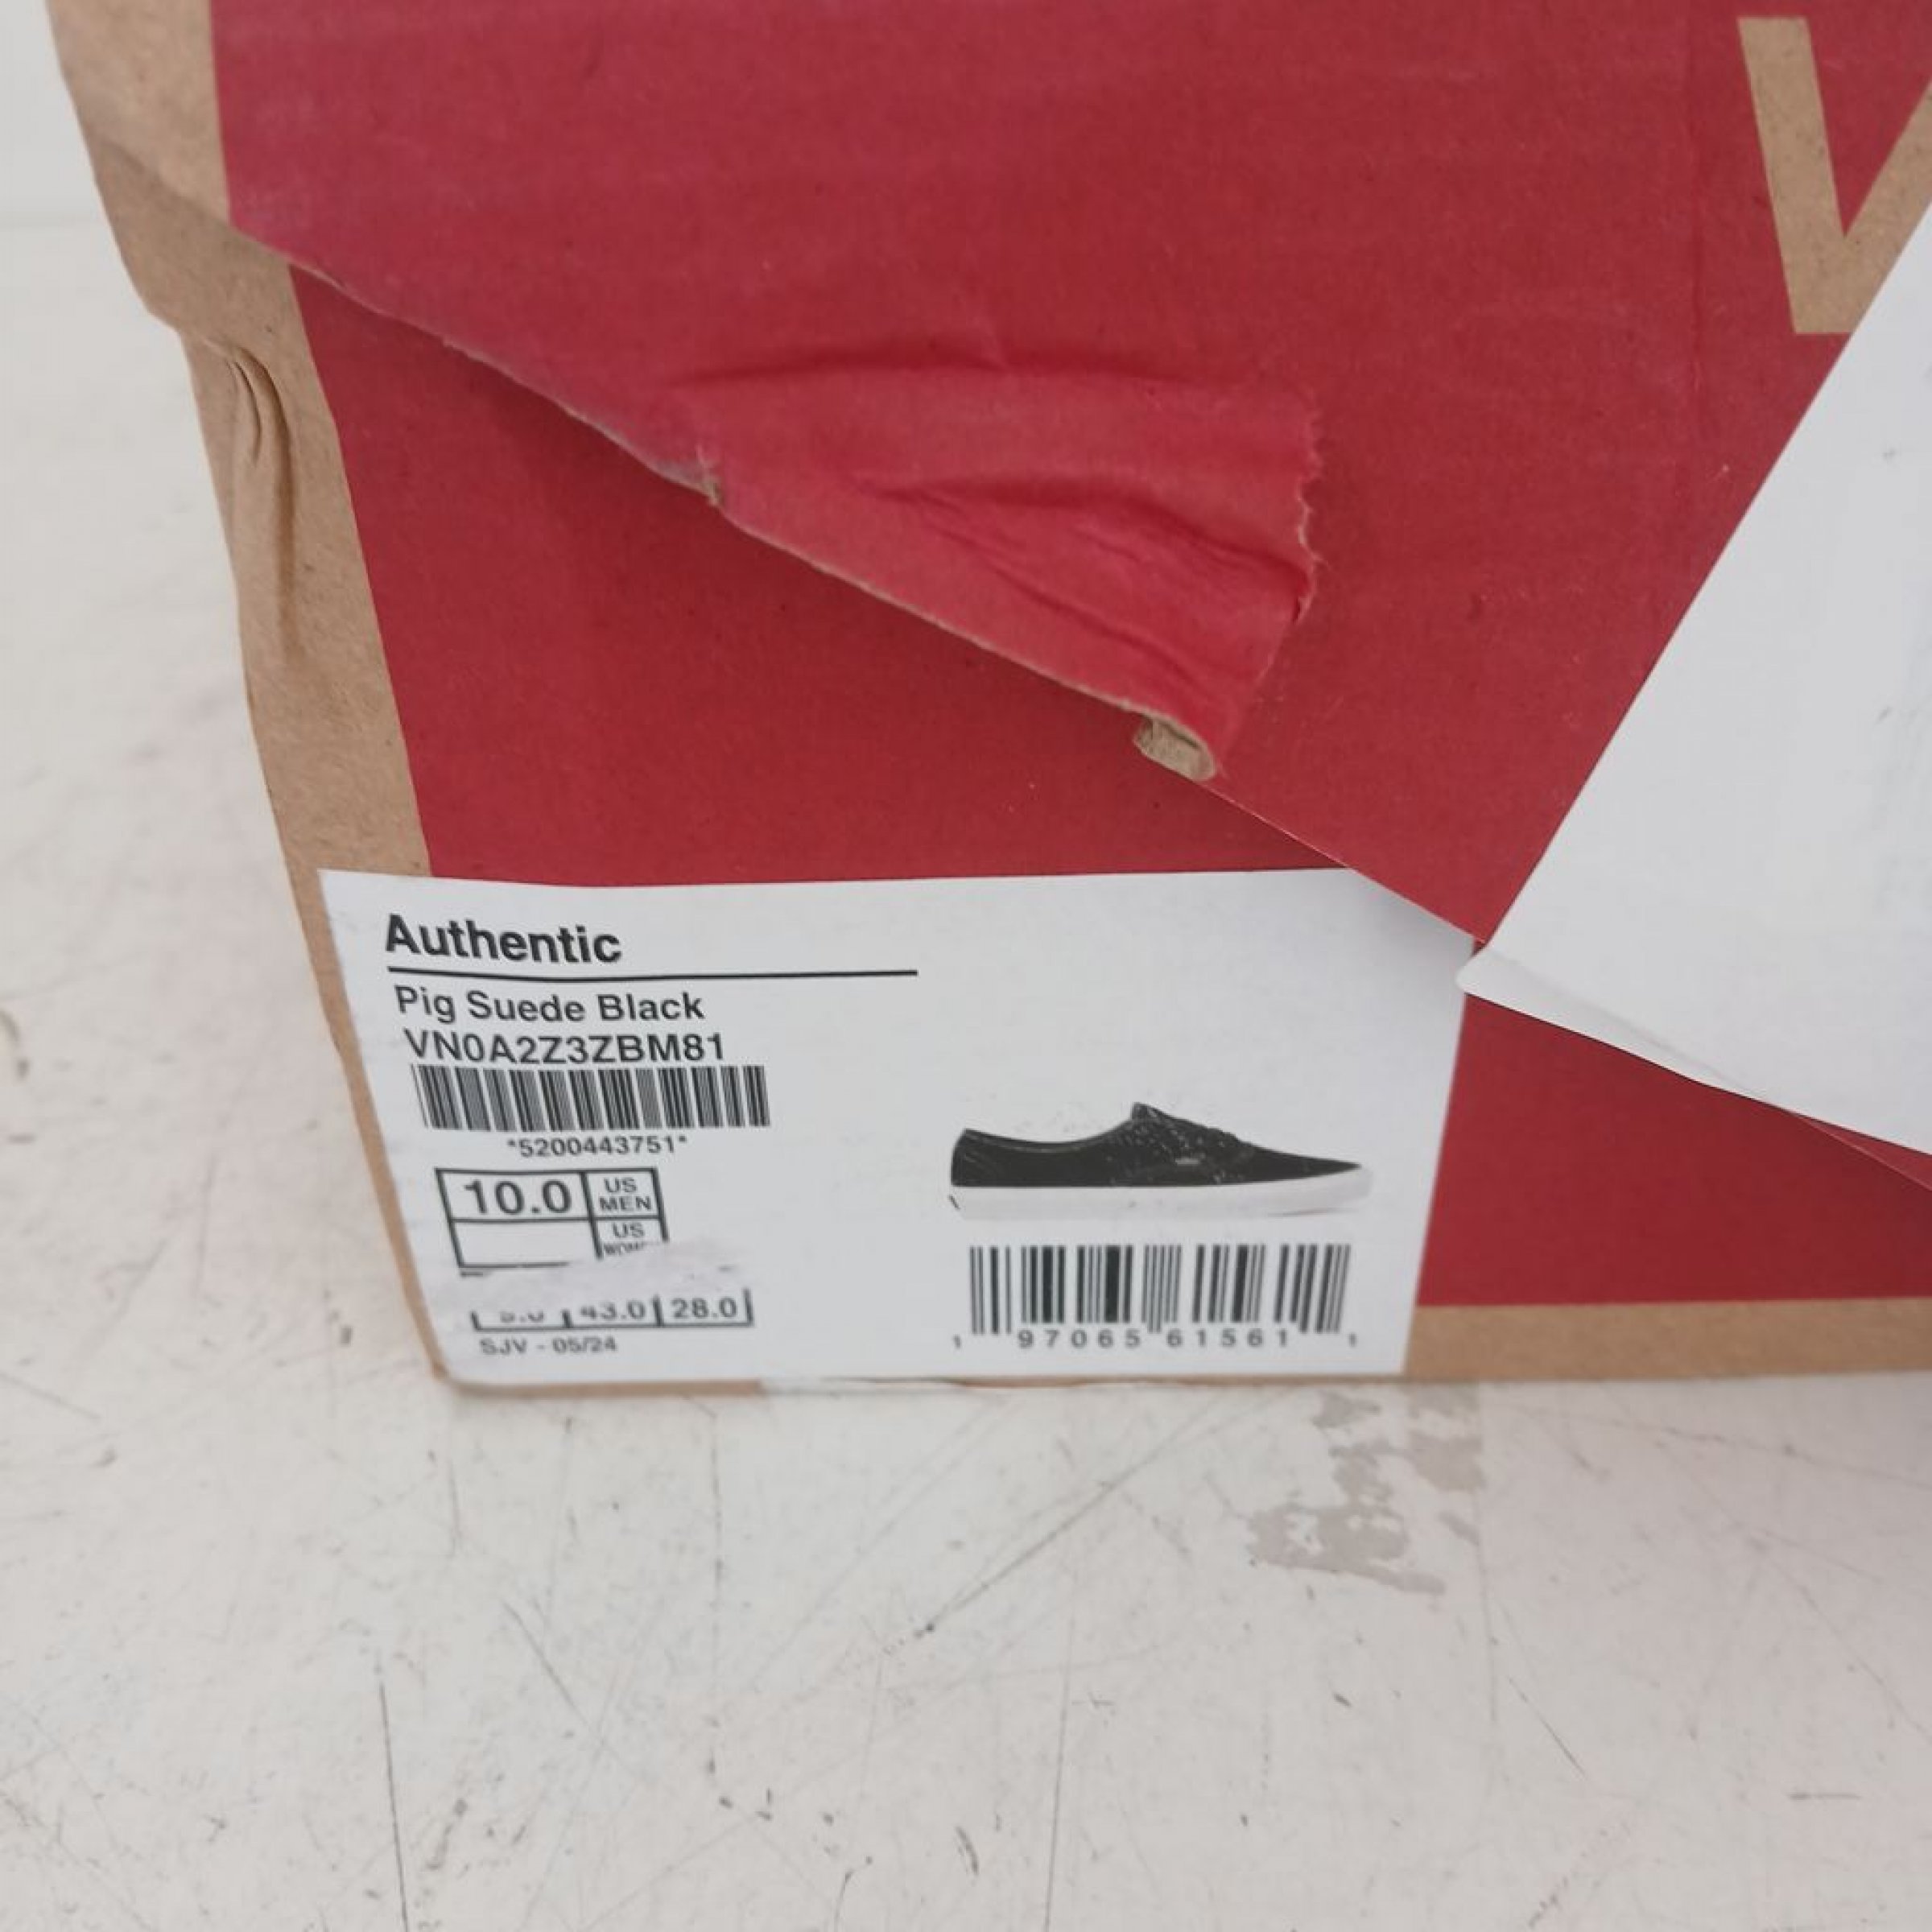 V
Authentic
Pig Suede Black
VN0A2Z3ZBM81
*5200443751*
10.0 US MEN
US
43.0 28.0
SJV - 05/24
1 97065 61561 1